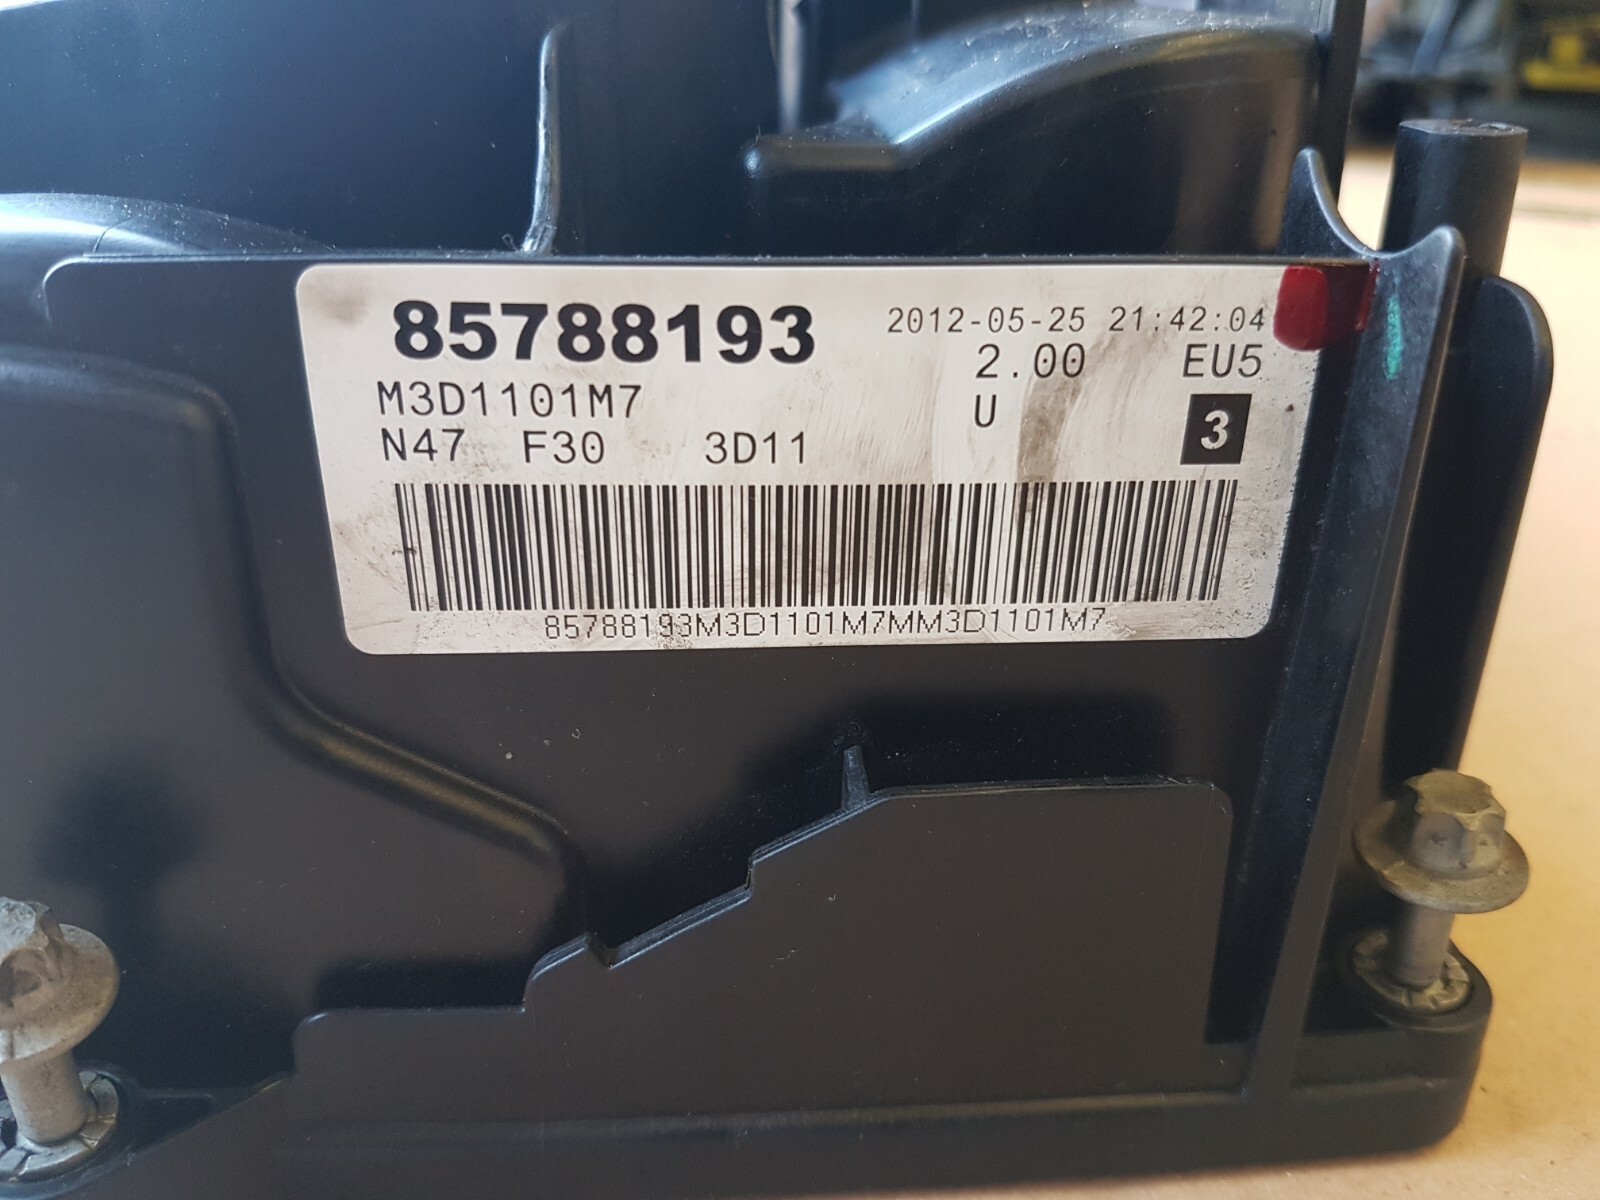 85788193 2012-05-25 21:42:04
2.00 EU5
M3D1101M7 U 3
N47 F30 3D11
85788193M3D1101M7MM3D1101M7